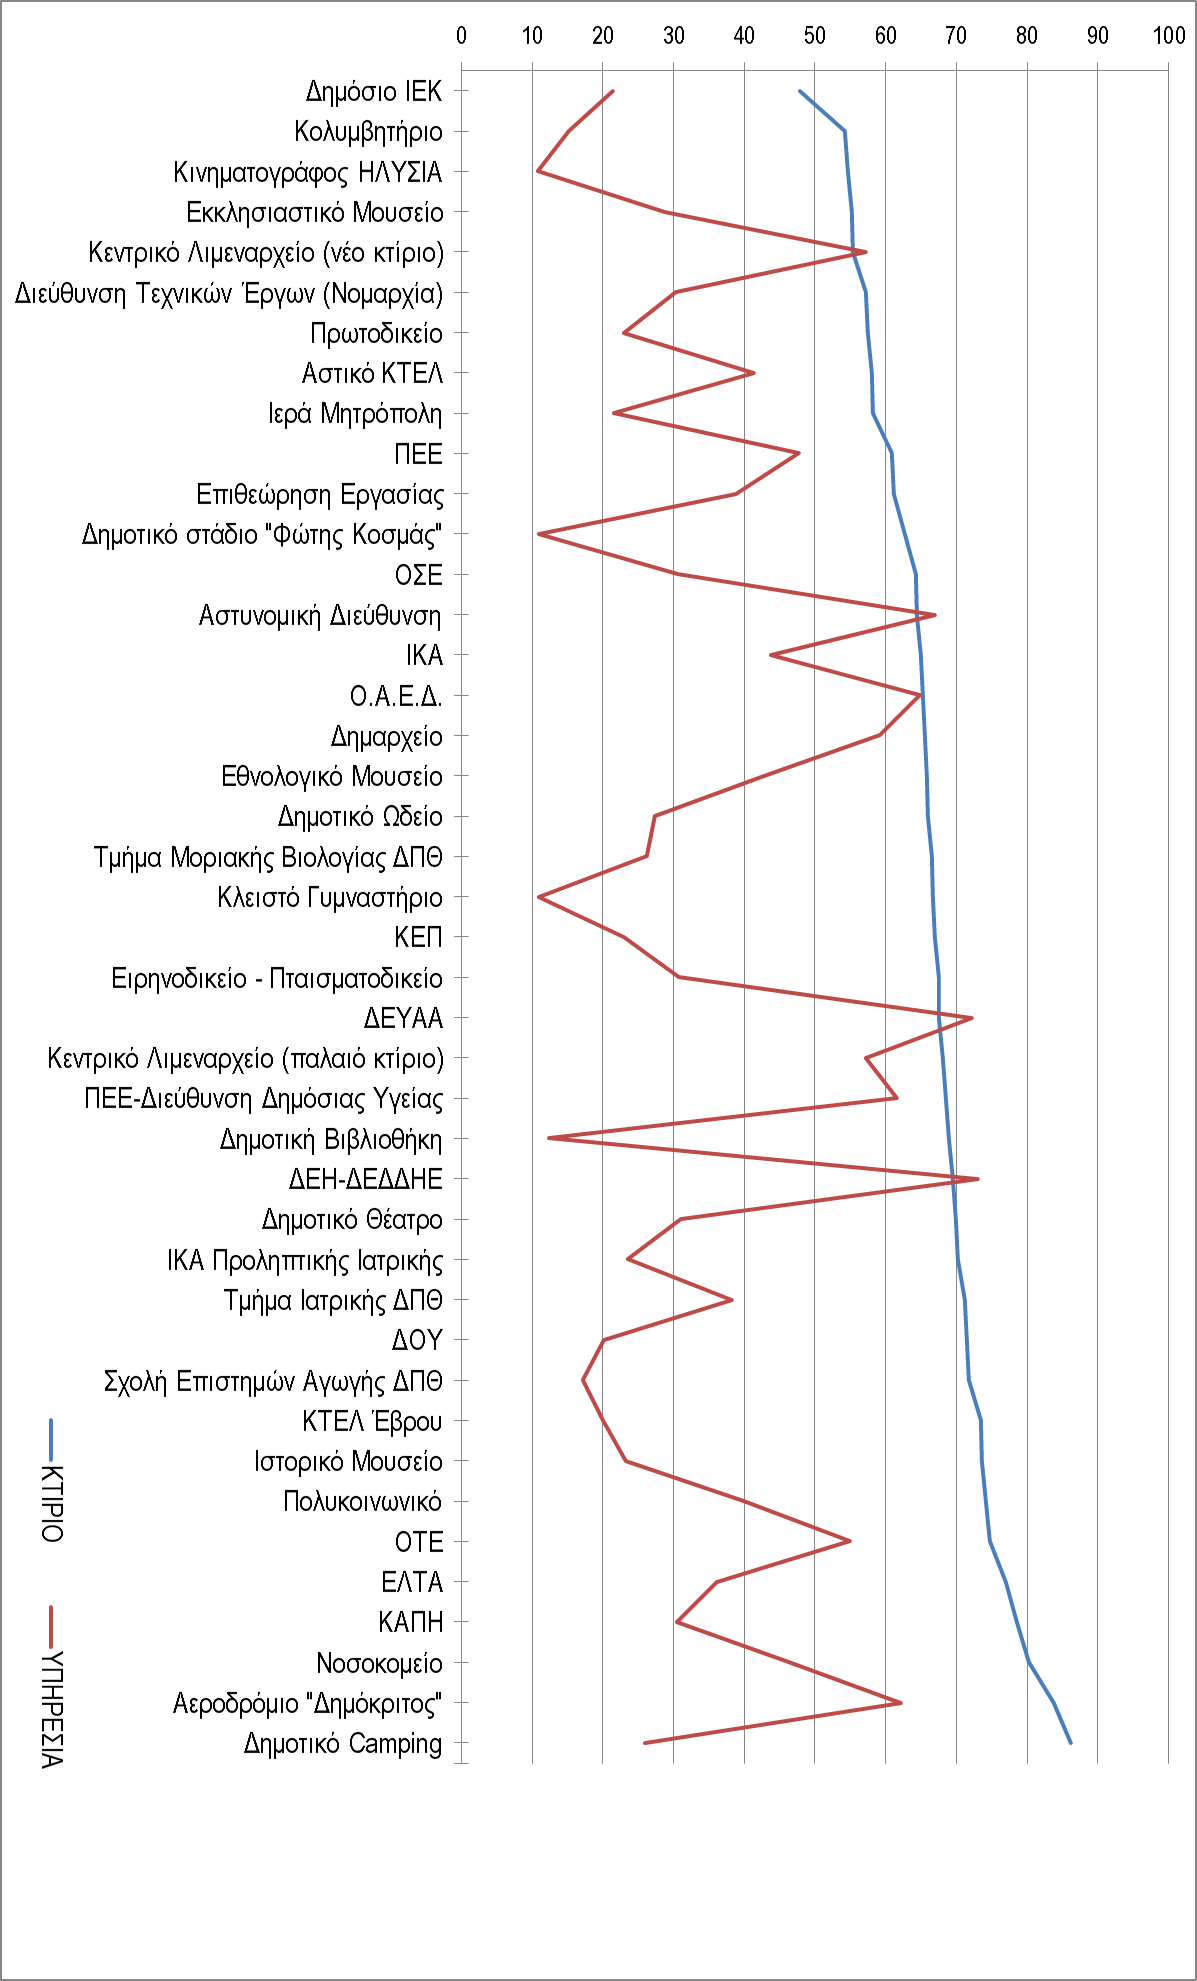 0 10 20 30 40 50 60 70 80 90 100
Δημόσιο ΙΕΚ
Κολυμβητήριο
Κινηματογράφος ΗΛΥΣΙΑ
Εκκλησιαστικό Μουσείο
Κεντρικό Λιμεναρχείο (νέο κτίριο)
Διεύθυνση Τεχνικών Έργων (Νομαρχία)
Πρωτοδικείο
Αστικό ΚΤΕΛ
Ιερά Μητρόπολη
ΠΕΕ
Επιθεώρηση Εργασίας
Δημοτικό στάδιο "Φώτης Κοσμάς"
ΟΣΕ
Αστυνομική Διεύθυνση
ΙΚΑ
Ο.Α.Ε.Δ.
Δημαρχείο
Εθνολογικό Μουσείο
Δημοτικό Ωδείο
Τμήμα Μοριακής Βιολογίας ΔΠΘ
Κλειστό Γυμναστήριο
ΚΕΠ
Ειρηνοδικείο - Πταισματοδικείο
ΔΕΥΑΑ
Κεντρικό Λιμεναρχείο (παλαιό κτίριο)
ΠΕΕ-Διεύθυνση Δημόσιας Υγείας
Δημοτική Βιβλιοθήκη
ΔΕΗ-ΔΕΔΔΗΕ
Δημοτικό Θέατρο
ΙΚΑ Προληπτικής Ιατρικής
Τμήμα Ιατρικής ΔΠΘ
ΔΟΥ
Σχολή Επιστημών Αγωγής ΔΠΘ
ΚΤΕΛ Έβρου
Ιστορικό Μουσείο
Πολυκοινωνικό
ΟΤΕ
ΕΛΤΑ
ΚΑΠΗ
Νοσοκομείο
Αεροδρόμιο "Δημόκριτος"
Δημοτικό Camping
ΚΤΙΡΙΟ
ΥΠΗΡΕΣΙΑ